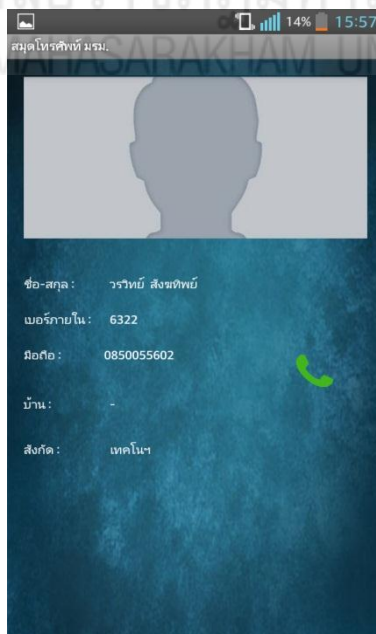 14% 15:57
สมุดโทรศัพท์ มรม.
MAHASARAKHAM UN
ชื่อ-สกุล : วรวิทย์ สังฆทิพย์
เบอร์ภายใน : 6322
มือถือ : 0850055602
บ้าน : -
สังกัด : เทคโนฯ